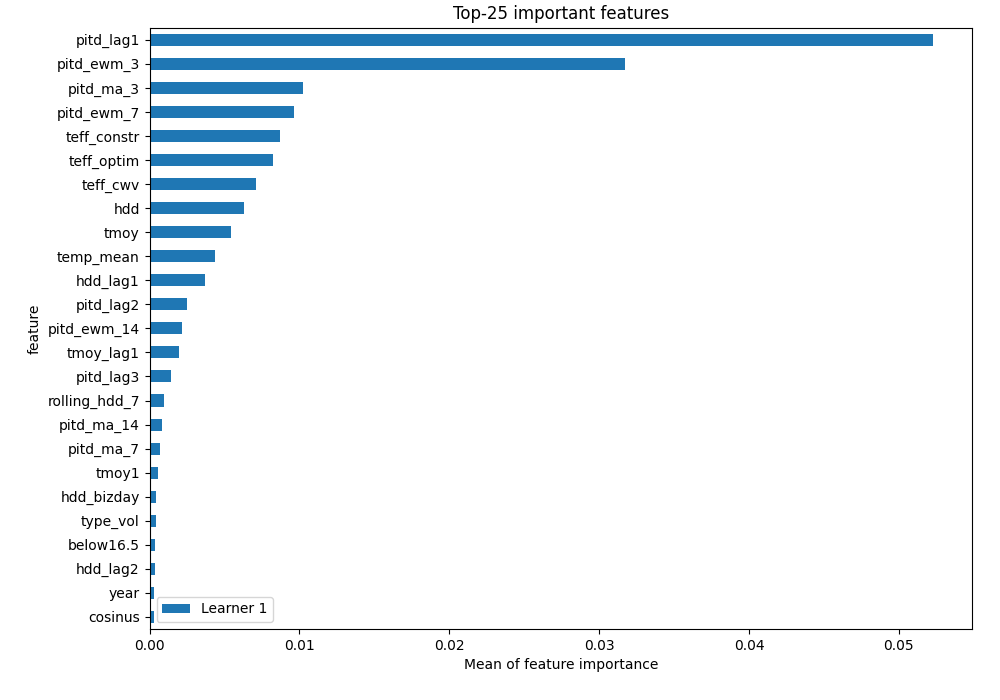 Top-25 important features
pitd_lag1
pitd_ewm_3
pitd_ma_3
pitd_ewm_7
teff_constr
teff_optim
teff_cwv
hdd
tmoy
temp_mean
hdd_lag1
pitd_lag2
pitd_ewm_14
tmoy_lag1
pitd_lag3
rolling_hdd_7
pitd_ma_14
pitd_ma_7
tmoy1
hdd_bizday
type_vol
below16.5
hdd_lag2
year
cosinus
feature
Learner 1
0.00 0.01 0.02 0.03 0.04 0.05
Mean of feature importance